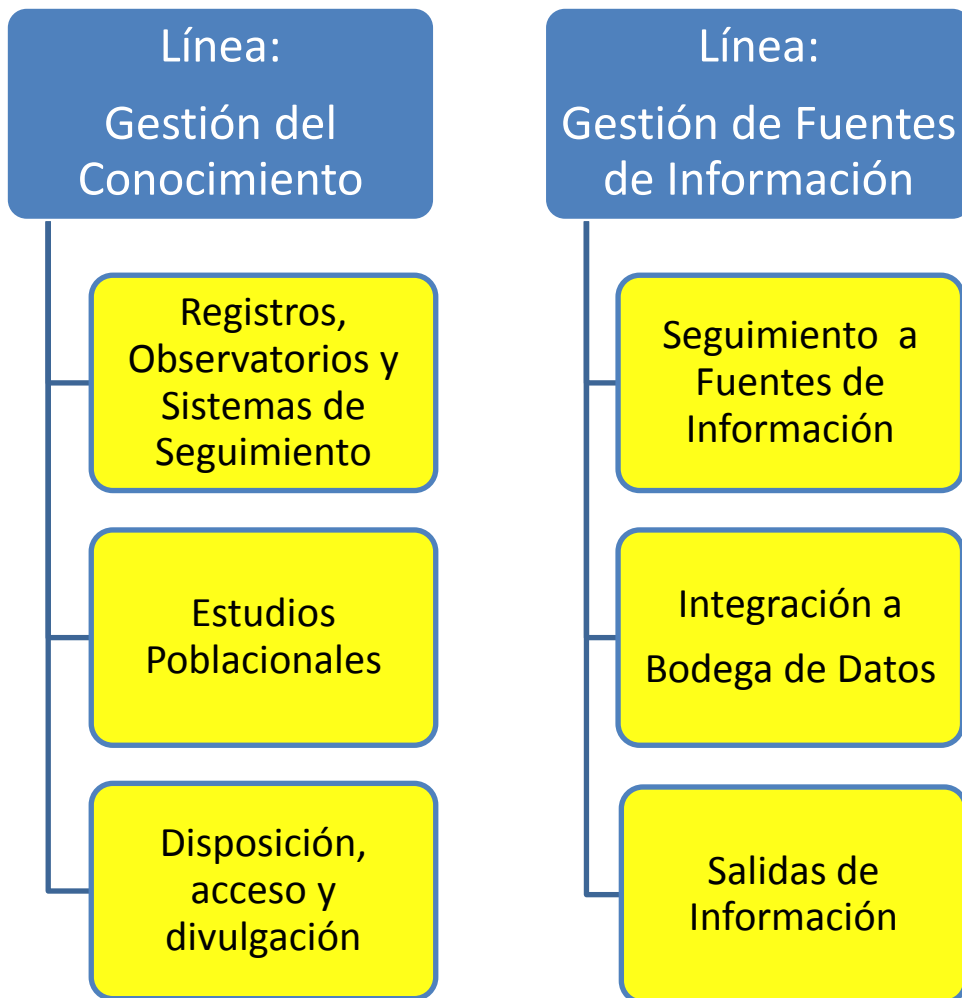 Línea:
Gestión del
Conocimiento
Registros,
Observatorios y
Sistemas de
Seguimiento
Estudios
Poblacionales
Disposición,
acceso y
divulgación
Línea:
Gestión de Fuentes
de Información
Seguimiento a
Fuentes de
Información
Integración a
Bodega de Datos
Salidas de
Información